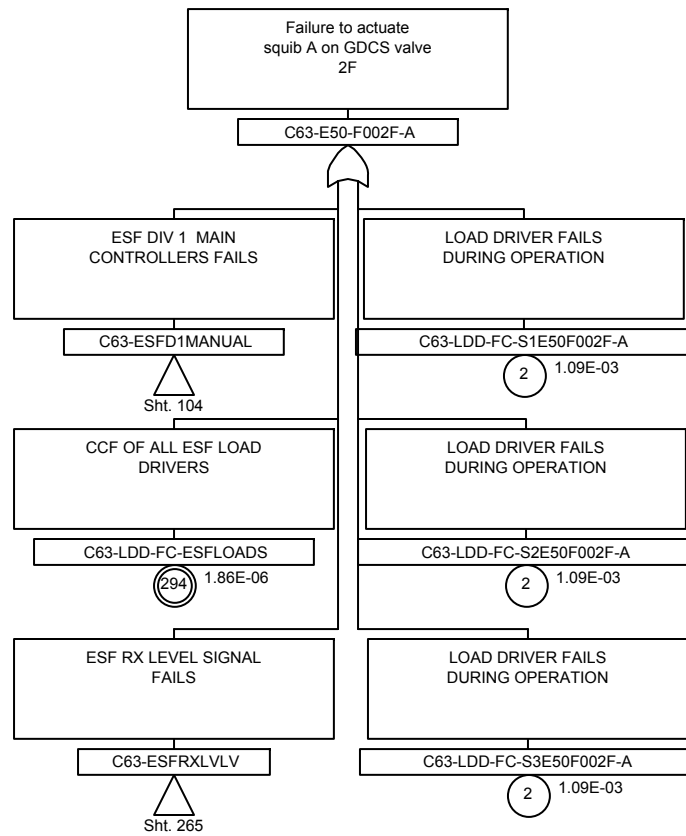 Failure to actuate
squib A on GDCS valve
2F
C63-E50-F002F-A
ESF DIV 1 MAIN
CONTROLLERS FAILS
C63-ESFD1MANUAL
Sht. 104
LOAD DRIVER FAILS
DURING OPERATION
C63-LDD-FC-S1E50F002F-A
2
1.09E-03
CCF OF ALL ESF LOAD
DRIVERS
C63-LDD-FC-ESFLOADS
294
1.86E-06
LOAD DRIVER FAILS
DURING OPERATION
C63-LDD-FC-S2E50F002F-A
2
1.09E-03
ESF RX LEVEL SIGNAL
FAILS
C63-ESFRXLVLV
Sht. 265
LOAD DRIVER FAILS
DURING OPERATION
C63-LDD-FC-S3E50F002F-A
2
1.09E-03